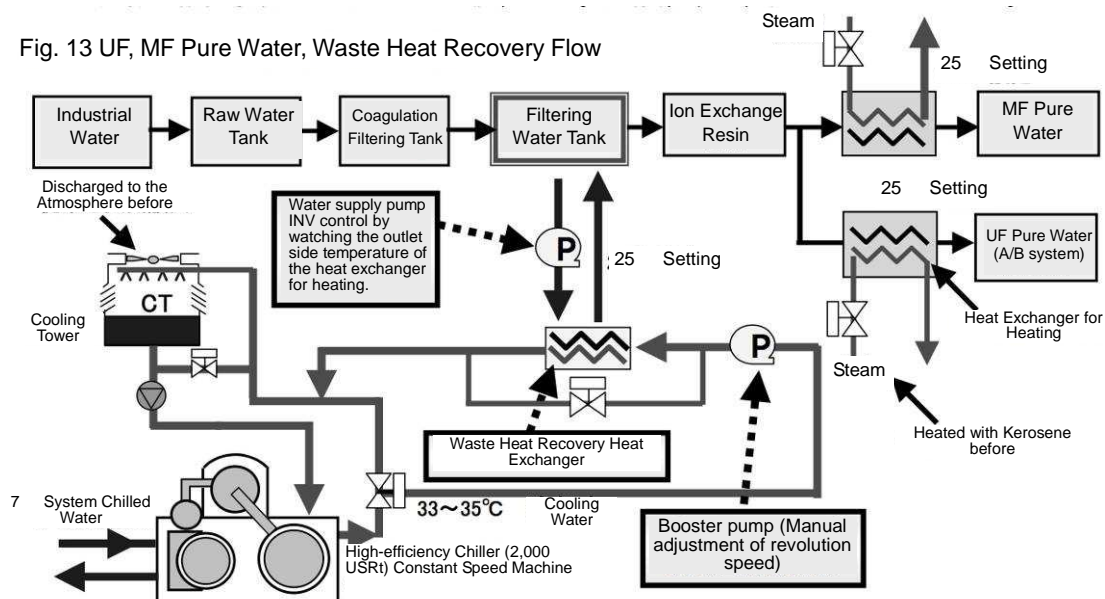 Steam
Fig. 13 UF, MF Pure Water, Waste Heat Recovery Flow
25 Setting
Industrial
Water
Raw Water
Tank
Coagulation
Filtering Tank
Filtering
Water Tank
Ion Exchange
Resin
MF Pure
Water
Discharged to the
Atmosphere before
Water supply pump
INV control by
watching the outlet
side temperature of
the heat exchanger
for heating.
P
25 Setting
25 Setting
UF Pure Water
(A/B system)
CT
Cooling
Tower
P
Heat Exchanger for
Heating
Steam
Waste Heat Recovery Heat
Exchanger
Heated with Kerosene
before
7 System Chilled
Water
33～35℃
Cooling
Water
High-efficiency Chiller (2,000
USRt) Constant Speed Machine
Booster pump (Manual
adjustment of revolution
speed)